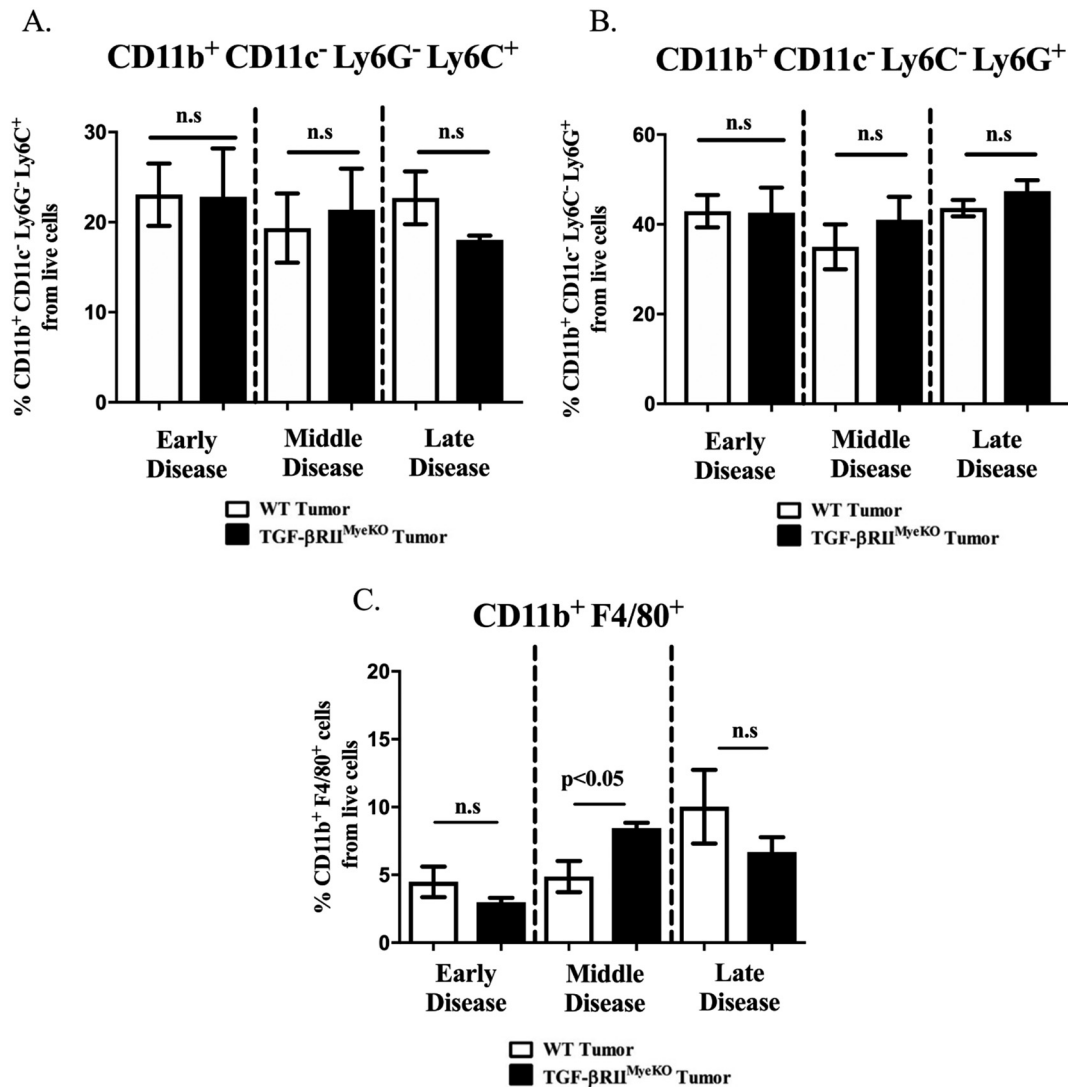 A.
CD11b⁺ CD11c⁻ Ly6G⁻ Ly6C⁺
% CD11b⁺ CD11c⁻ Ly6G⁻ Ly6C⁺
from live cells
30
20
10
0
n.s
n.s
n.s
Early
Disease
Middle
Disease
Late
Disease
WT Tumor
TGF-βRIIᴹʸᵉᴷᴼ Tumor
B.
CD11b⁺ CD11c⁻ Ly6C⁻ Ly6G⁺
% CD11b⁺ CD11c⁻ Ly6C⁻ Ly6G⁺
from live cells
60
40
20
0
n.s
n.s
n.s
Early
Disease
Middle
Disease
Late
Disease
WT Tumor
TGF-βRIIᴹʸᵉᴷᴼ Tumor
C.
CD11b⁺ F4/80⁺
% CD11b⁺ F4/80⁺ cells
from live cells
20
15
10
5
0
n.s
p<0.05
n.s
Early
Disease
Middle
Disease
Late
Disease
WT Tumor
TGF-βRIIᴹʸᵉᴷᴼ Tumor